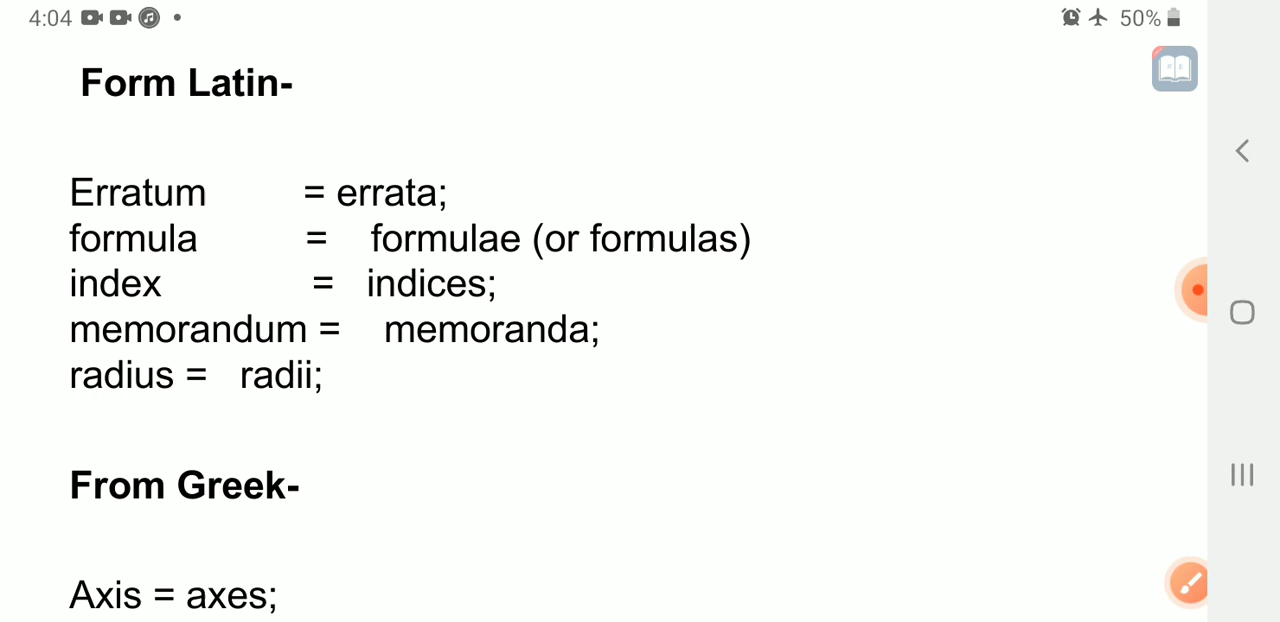 4:04
50%
Form Latin-
Erratum = errata;
formula = formulae (or formulas)
index = indices;
memorandum = memoranda;
radius = radii;
From Greek-
Axis = axes;